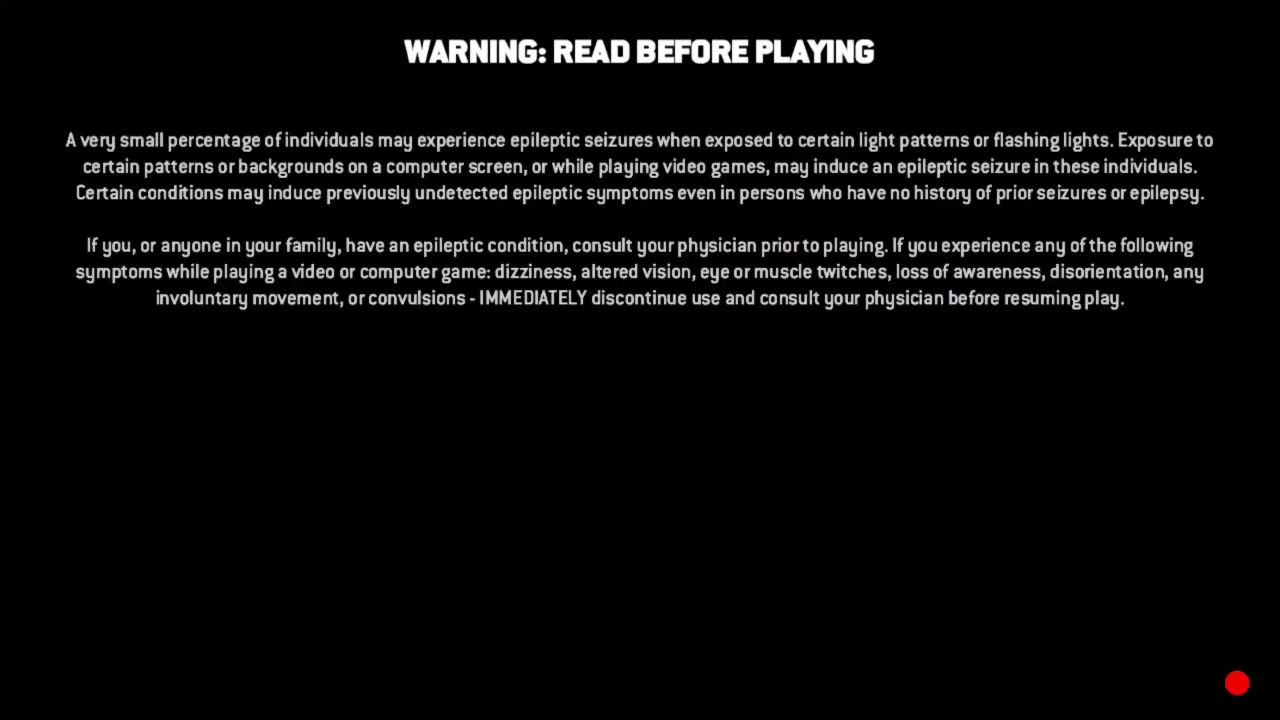 WARNING: READ BEFORE PLAYING
A very small percentage of individuals may experience epileptic seizures when exposed to certain light patterns or flashing lights. Exposure to
certain patterns or backgrounds on a computer screen, or while playing video games, may induce an epileptic seizure in these individuals.
Certain conditions may induce previously undetected epileptic symptoms even in persons who have no history of prior seizures or epilepsy.
If you, or anyone in your family, have an epileptic condition, consult your physician prior to playing. If you experience any of the following
symptoms while playing a video or computer game: dizziness, altered vision, eye or muscle twitches, loss of awareness, disorientation, any
involuntary movement, or convulsions - IMMEDIATELY discontinue use and consult your physician before resuming play.